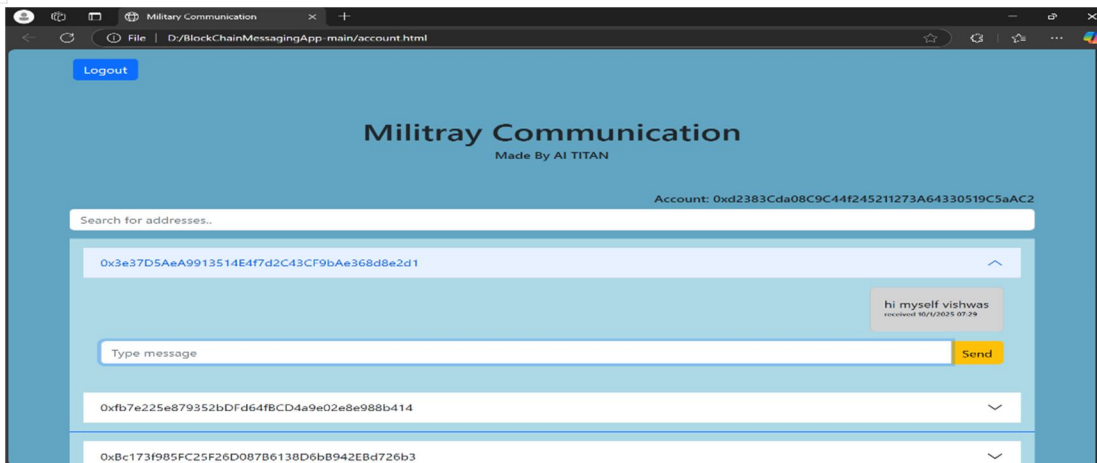 Military Communication
File | D:/BlockChainMessagingApp-main/account.html
Logout
Militray Communication
Made By AI TITAN
Account: 0xd2383Cda08C9C44f245211273A64330519C5aAC2
Search for addresses..
0x3e37D5AeA9913514E4f7d2C43CF9bAe368d8e2d1
hi myself vishwas
received 10/1/2025 07:29
Type message
Send
0xfb7e225e879352bDFd64fBCD4a9e02e8e988b414
0xBc173f985FC25F26D087B6138D6bB942EBd726b3